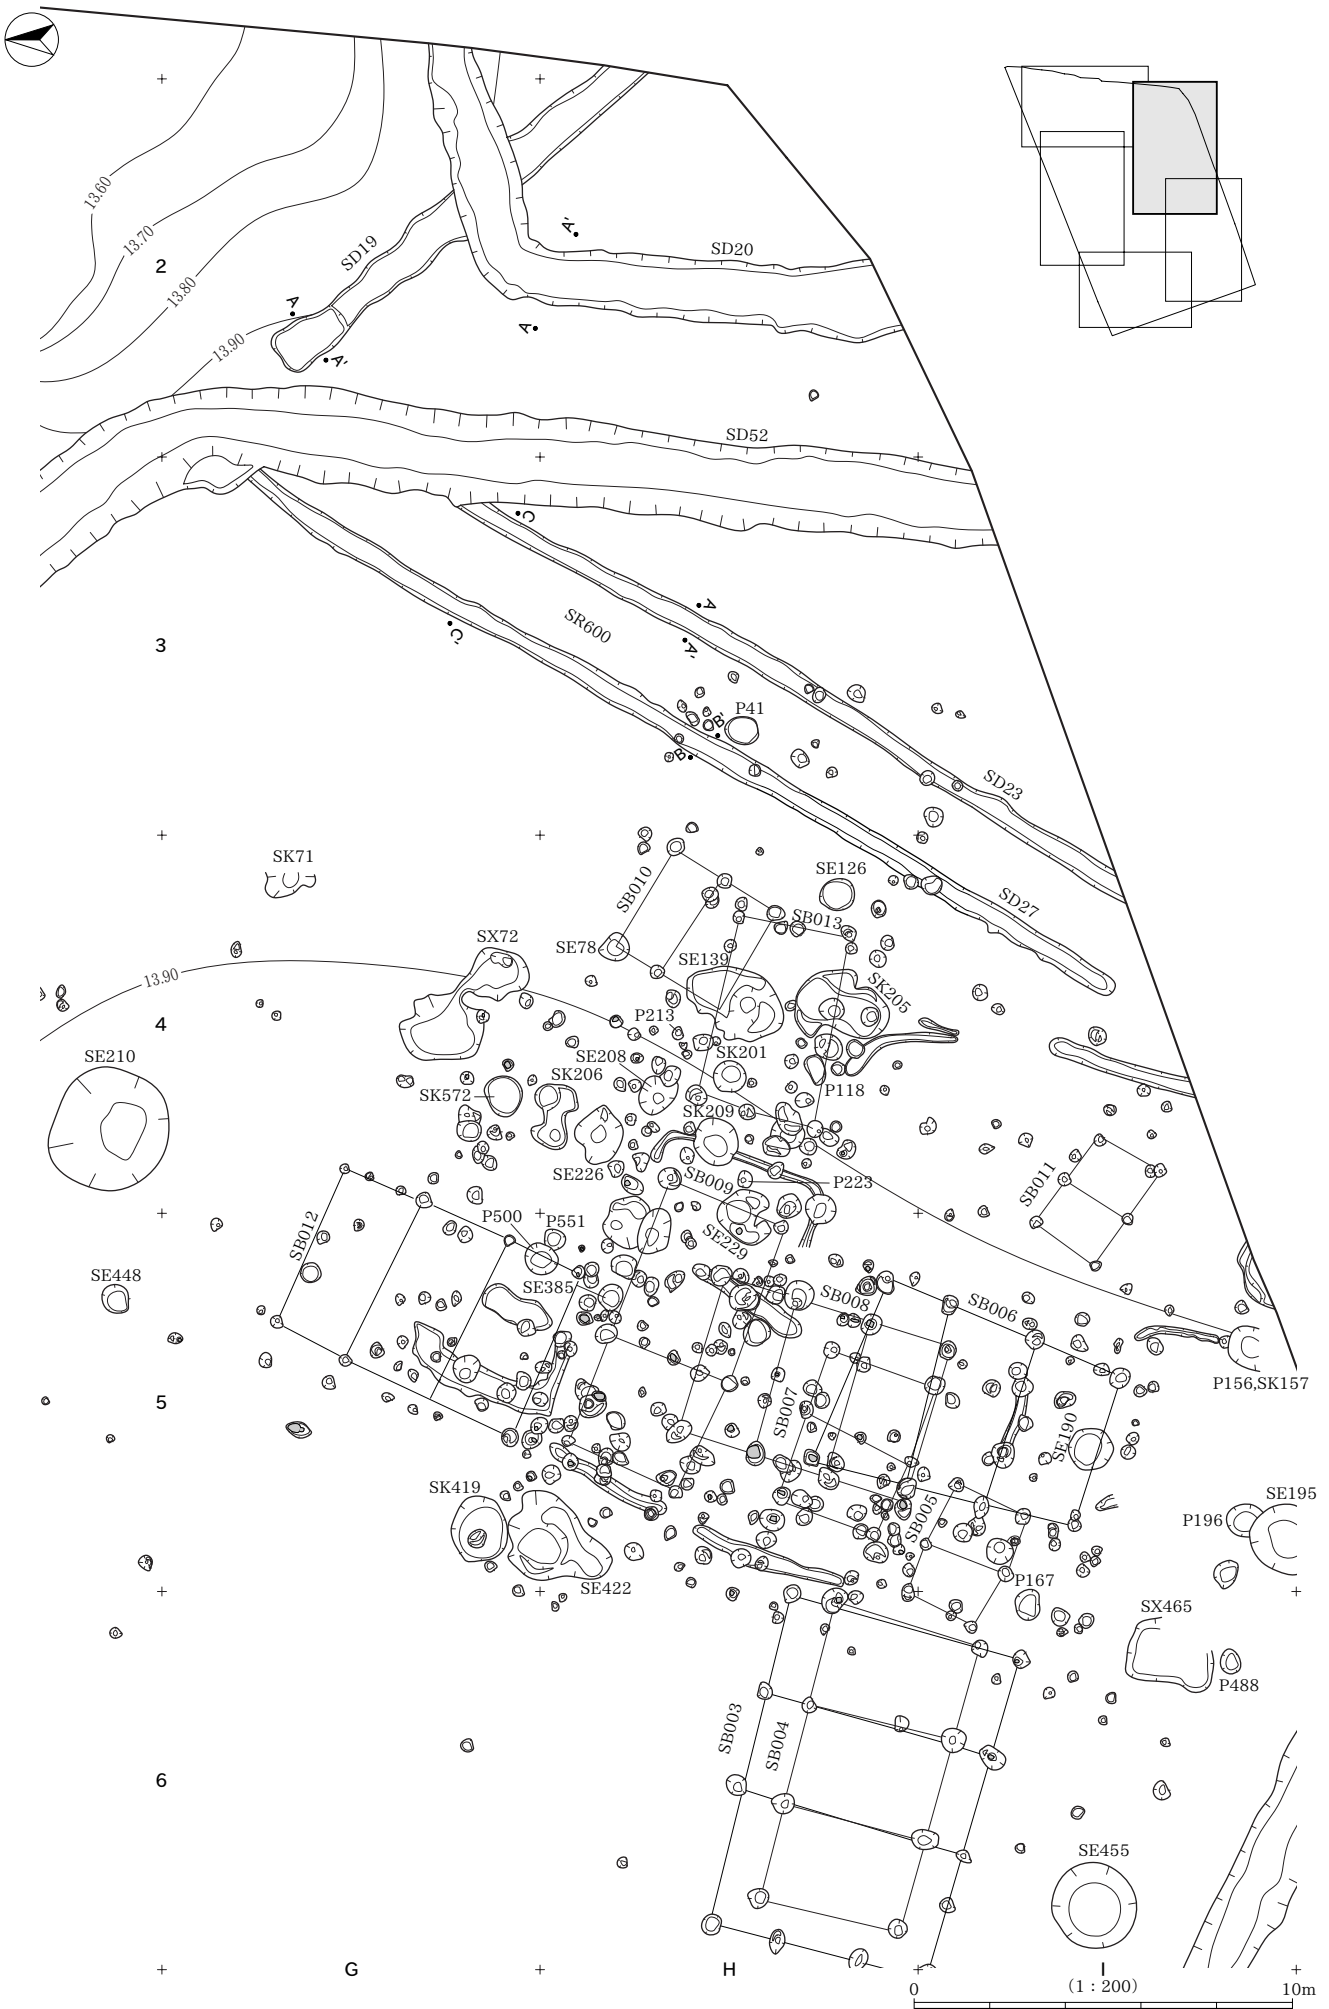 13.60
13.70
13.80
13.90
2
SD19
A
A'
A'
A
SD20
SD52
C
C'
SR600
A
A'
3
P41
B'
B
SD23
SK71
SB010
SE126
SD27
SE78
SB013
SX72
SE139
13.90
SK205
4
P213
SE210
SE208
SK201
SK206
SK572
P118
SK209
SE226
SB009
P223
SB011
SB012
P500
P551
SE229
SE448
SE385
SB008
SB006
P156,SK157
5
SB007
SE190
SK419
SE195
P196
SB005
SE422
P167
SX465
P488
SB003
SB004
6
SE455
G
H
I
(1 : 200)
0
10m